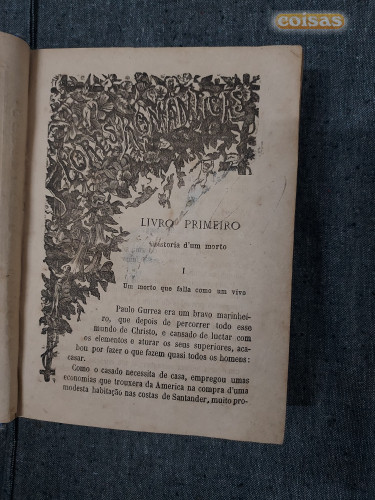 coisas
LIVRO PRIMEIRO
d'um morto
I
Um morto que falla como um vivo
Paulo Gurrea era um bravo marinhei-
ro, que depois de percorrer todo esse
mundo de Christo, e cansado de luctar com
os elementos e aturar os seus superiores, aca-
bou por fazer o que fazem quasi todos os homens:
casar.
Como o casado necessita de casa, empregou umas
economias que trouxera da America na compra d'uma
modesta habitação nas costas de Santander, muito pro-